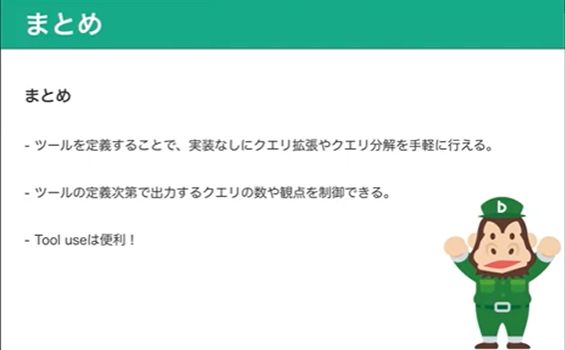 まとめ
まとめ
- ツールを定義することで、実装なしにクエリ拡張やクエリ分解を手軽に行える。
- ツールの定義次第で出力するクエリの数や観点を制御できる。
- Tool useは便利！
b